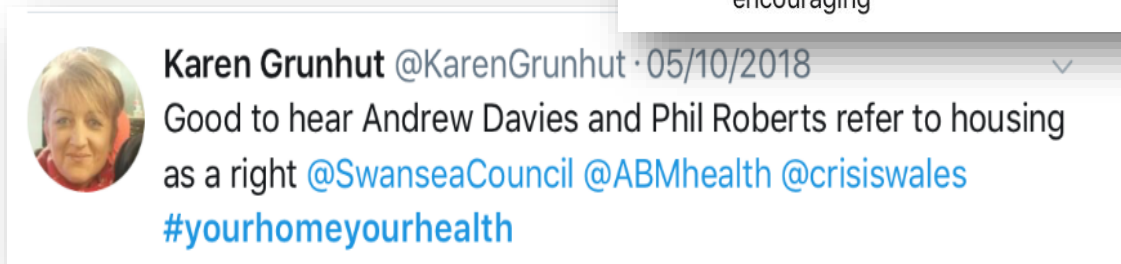 encouraging
Karen Grunhut @KarenGrunhut · 05/10/2018
Good to hear Andrew Davies and Phil Roberts refer to housing
as a right @SwanseaCouncil @ABMhealth @crisiswales
#yourhomeyourhealth